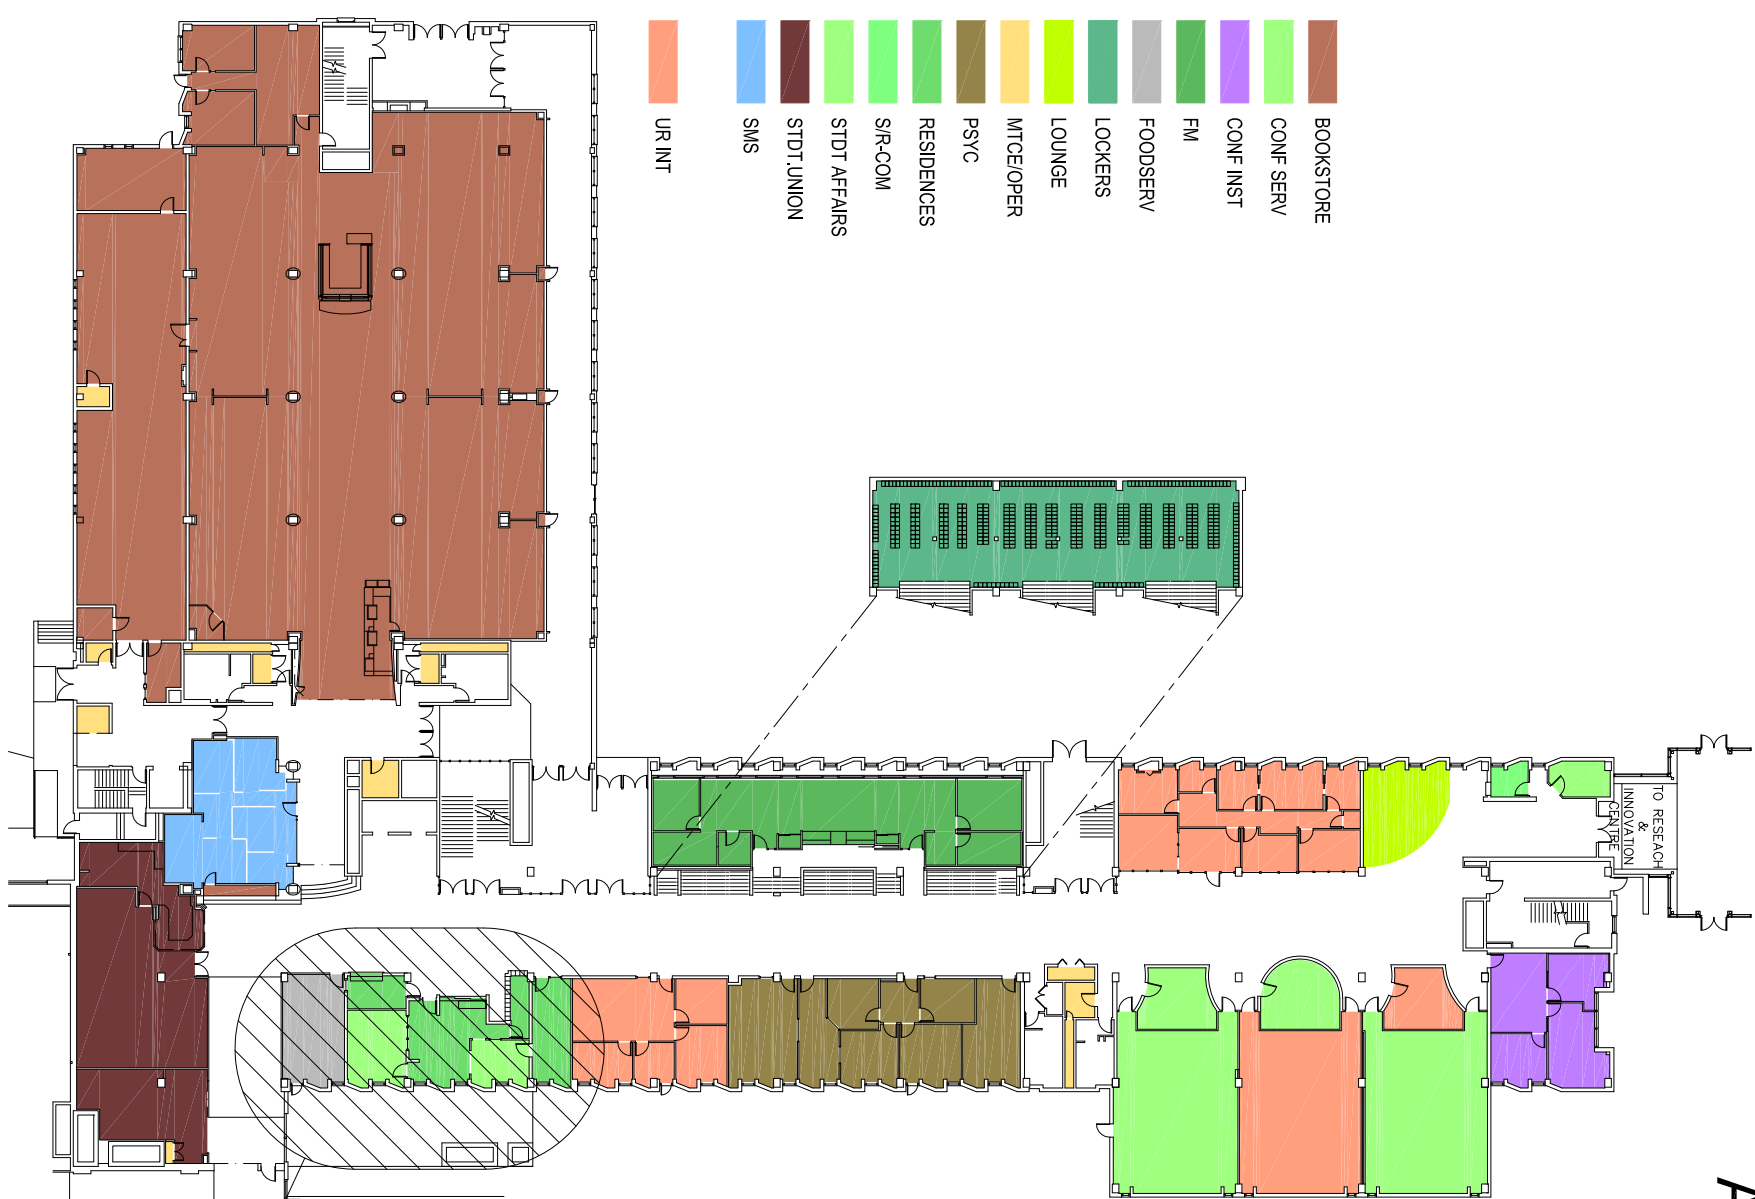 BOOKSTORE
CONF SERV
CONF INST
FM
FOODSERV
LOCKERS
LOUNGE
MTCE/OPER
PSYC
RESIDENCES
S/R-COM
STDT AFFAIRS
STDT.UNION
SMS
UR INT
TO RESEACH
&
INNOVATION
CENTRE